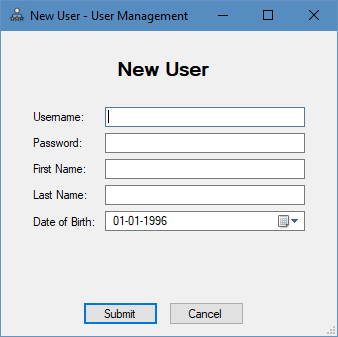 New User - User Management
New User
Username:
Password:
First Name:
Last Name:
Date of Birth: 01-01-1996
Submit Cancel